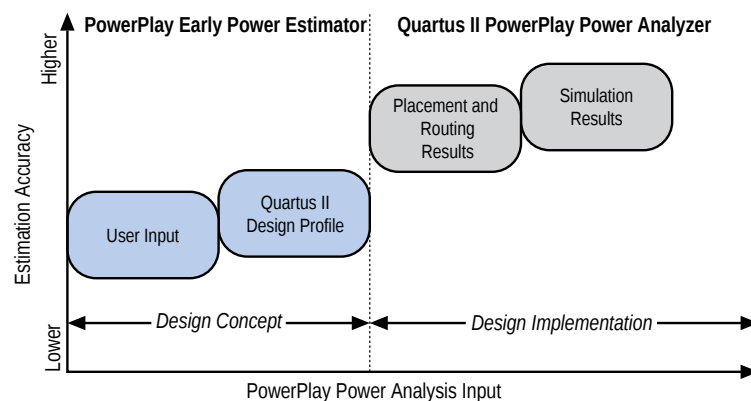 PowerPlay Early Power Estimator
Quartus II PowerPlay Power Analyzer
Higher
Estimation Accuracy
Lower
User Input
Quartus II
Design Profile
Placement and
Routing
Results
Simulation
Results
Design Concept
Design Implementation
PowerPlay Power Analysis Input